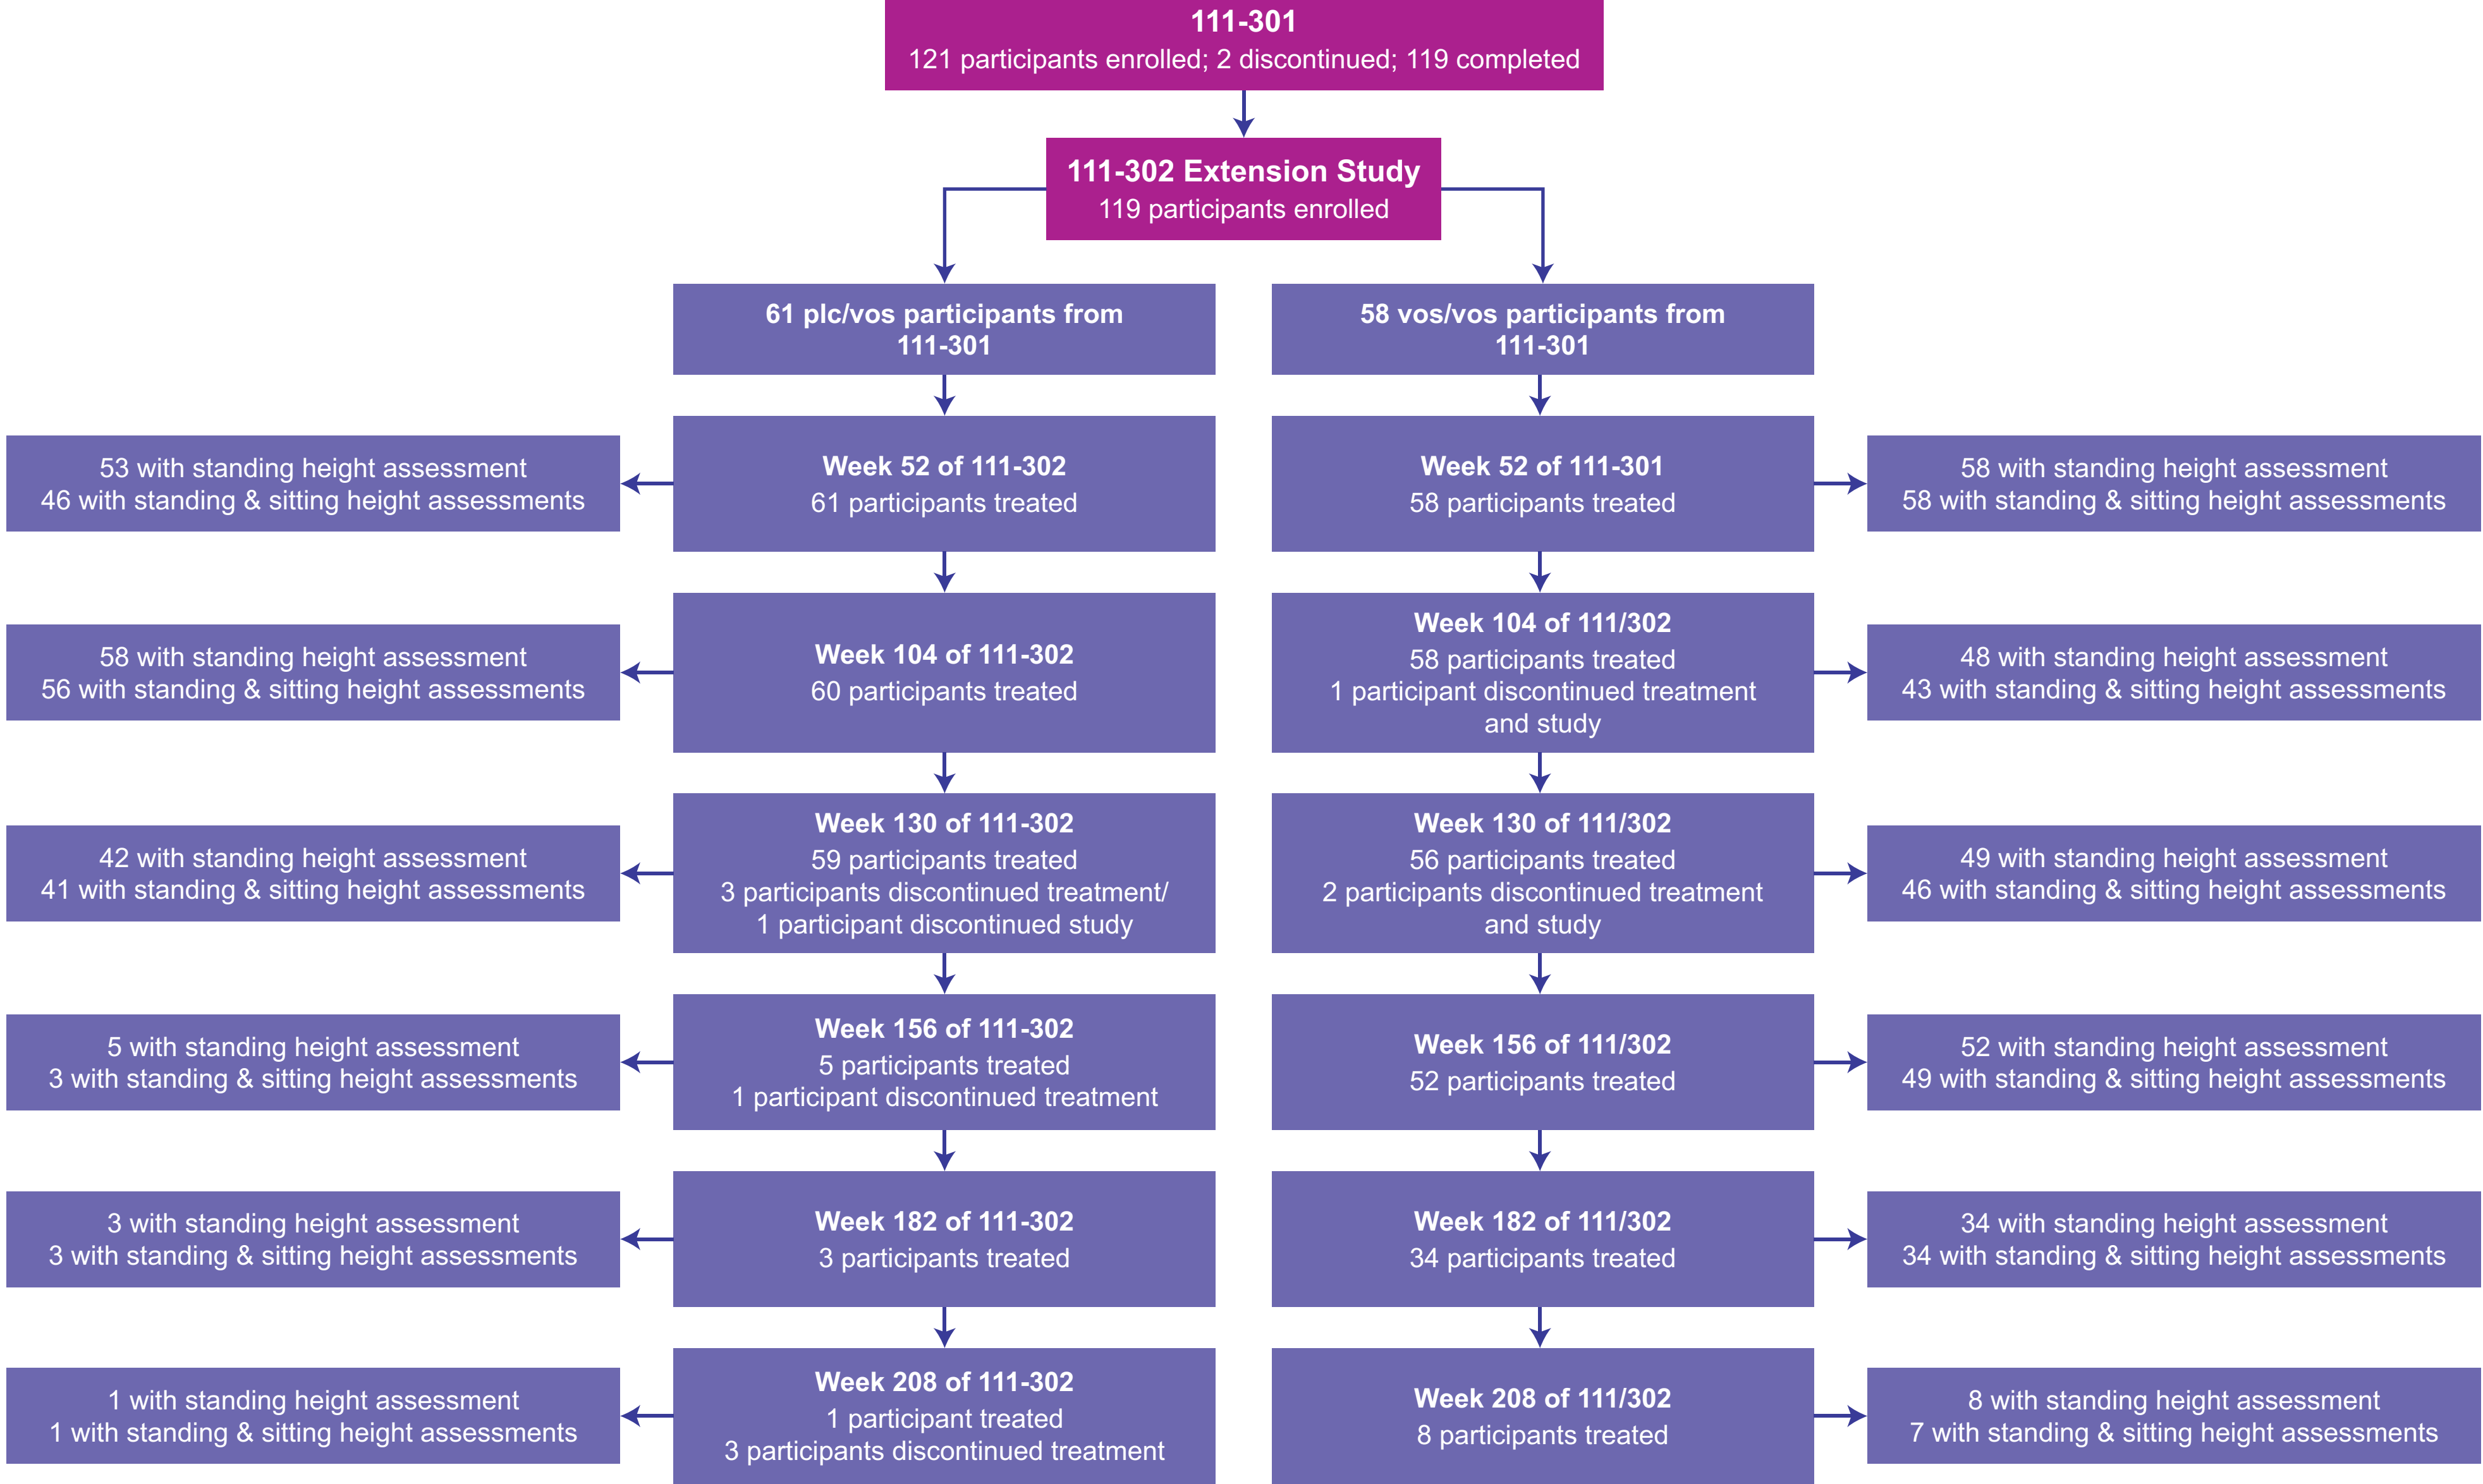 111-301
121 participants enrolled; 2 discontinued; 119 completed
111-302 Extension Study
119 participants enrolled
61 plc/vos participants from
111-301
58 vos/vos participants from
111-301
53 with standing height assessment
46 with standing & sitting height assessments
Week 52 of 111-302
61 participants treated
Week 52 of 111-301
58 participants treated
58 with standing height assessment
58 with standing & sitting height assessments
58 with standing height assessment
56 with standing & sitting height assessments
Week 104 of 111-302
60 participants treated
Week 104 of 111/302
58 participants treated
1 participant discontinued treatment
and study
48 with standing height assessment
43 with standing & sitting height assessments
42 with standing height assessment
41 with standing & sitting height assessments
Week 130 of 111-302
59 participants treated
3 participants discontinued treatment/
1 participant discontinued study
Week 130 of 111/302
56 participants treated
2 participants discontinued treatment
and study
49 with standing height assessment
46 with standing & sitting height assessments
5 with standing height assessment
3 with standing & sitting height assessments
Week 156 of 111-302
5 participants treated
1 participant discontinued treatment
Week 156 of 111/302
52 participants treated
52 with standing height assessment
49 with standing & sitting height assessments
3 with standing height assessment
3 with standing & sitting height assessments
Week 182 of 111-302
3 participants treated
Week 182 of 111/302
34 participants treated
34 with standing height assessment
34 with standing & sitting height assessments
1 with standing height assessment
1 with standing & sitting height assessments
Week 208 of 111-302
1 participant treated
3 participants discontinued treatment
Week 208 of 111/302
8 participants treated
8 with standing height assessment
7 with standing & sitting height assessments